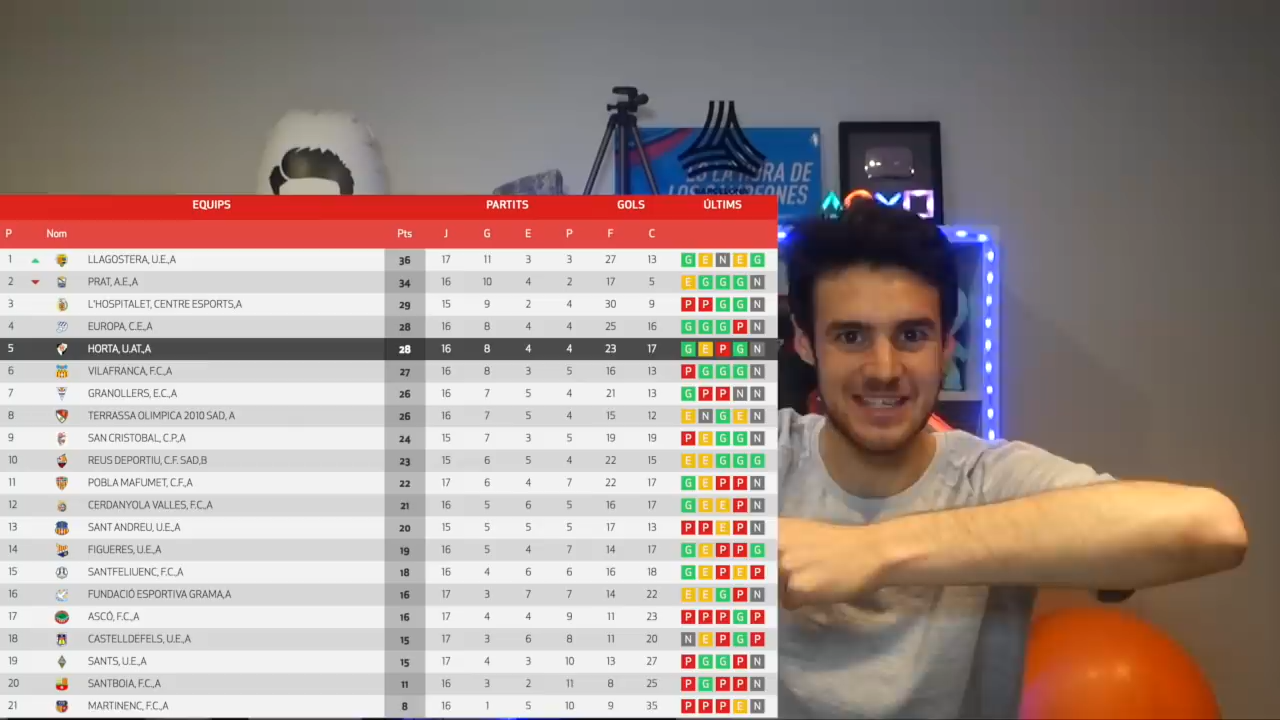 ES LA HORA DE
LOS CAMPEONES
EQUIPS PARTITS GOLS ÚLTIMS
P Nom Pts J G E P F C
1 LLAGOSTERA, U.E.,A 36 17 11 3 3 27 13 G E N E G
2 PRAT, A.E.,A 34 16 10 4 2 17 5 E G G G N
3 L'HOSPITALET, CENTRE ESPORTS,A 29 15 9 2 4 30 9 P P G G N
4 EUROPA, C.E.,A 28 16 8 4 4 25 16 G G G P N
5 HORTA, U.AT.,A 28 16 8 4 4 23 17 G E P G N
6 VILAFRANCA, F.C.,A 27 16 8 3 5 16 13 P G G G N
7 GRANOLLERS, E.C.,A 26 16 7 5 4 21 13 G P P N N
8 TERRASSA OLIMPICA 2010 SAD, A 26 16 7 5 4 15 12 E N G E N
9 SAN CRISTOBAL, C.P.,A 24 15 7 3 5 19 19 P E G G N
10 REUS DEPORTIU, C.F. SAD,B 23 15 6 5 4 22 15 E E G G G
11 POBLA MAFUMET, C.F.,A 22 17 6 4 7 22 17 G E P P N
12 CERDANYOLA VALLES, F.C.,A 21 16 5 6 5 16 17 G E E P N
13 SANT ANDREU, U.E.,A 20 15 5 5 5 17 13 P P E P N
14 FIGUERES, U.E.,A 19 16 5 4 7 14 17 G E P P G
15 SANTFELIUENC, F.C.,A 18 16 4 6 6 16 18 G E P E P
16 FUNDACIÓ ESPORTIVA GRAMA,A 16 17 3 7 7 14 22 E E G P N
17 ASCÓ, F.C.,A 16 17 4 4 9 11 23 P P P G P
18 CASTELLDEFELS, U.E.,A 15 17 3 6 8 11 20 N E P G P
19 SANTS, U.E.,A 15 17 4 3 10 13 27 P G G P N
20 SANTBOIA, F.C.,A 11 16 3 2 11 8 25 P G P P N
21 MARTINENC, F.C.,A 8 16 1 5 10 9 35 P P P E N